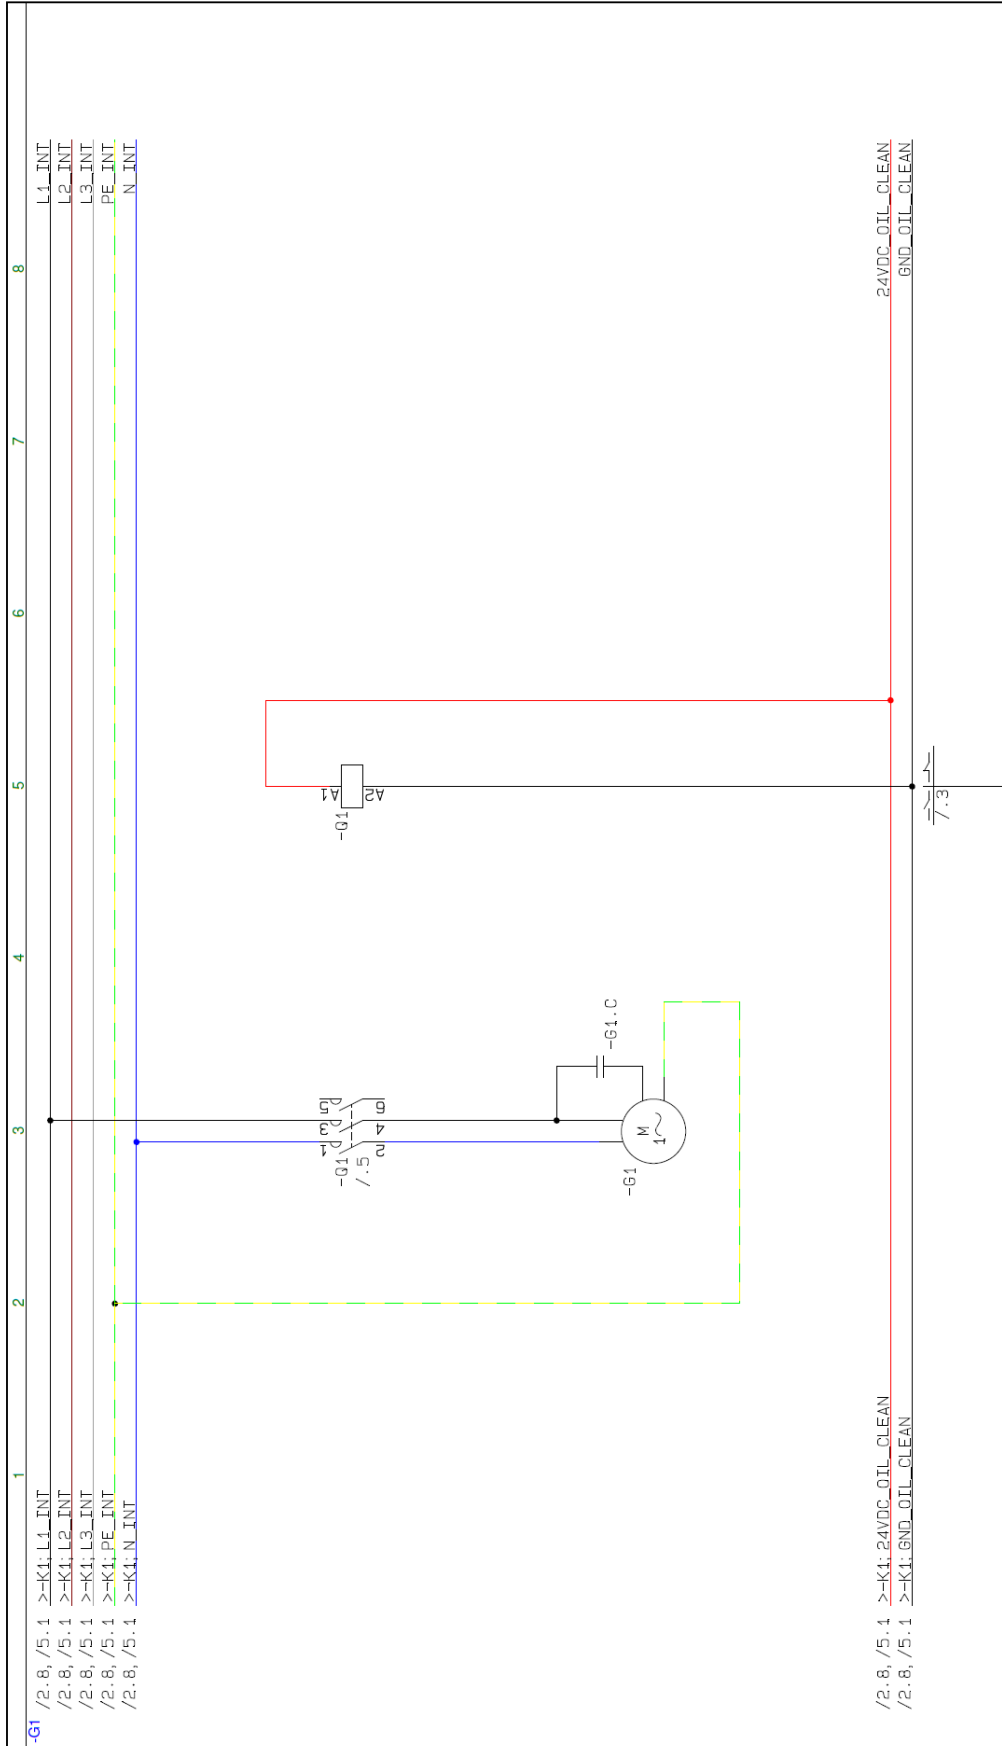 1 2 3 4 5 6 7 8
-G1
/2.8,/5.1 >-K1:L1_INT L1_INT
/2.8,/5.1 >-K1:L2_INT L2_INT
/2.8,/5.1 >-K1:L3_INT L3_INT
/2.8,/5.1 >-K1:PE_INT PE_INT
/2.8,/5.1 >-K1:N_INT N_INT
-Q1
/.5
1 3 5
2 4 6
-Q1
A1
A2
-G1.C
-G1
M
1~
/2.8,/5.1 >-K1:24VDC_OIL_CLEAN 24VDC_OIL_CLEAN
/2.8,/5.1 >-K1:GND_OIL_CLEAN GND_OIL_CLEAN
/.3